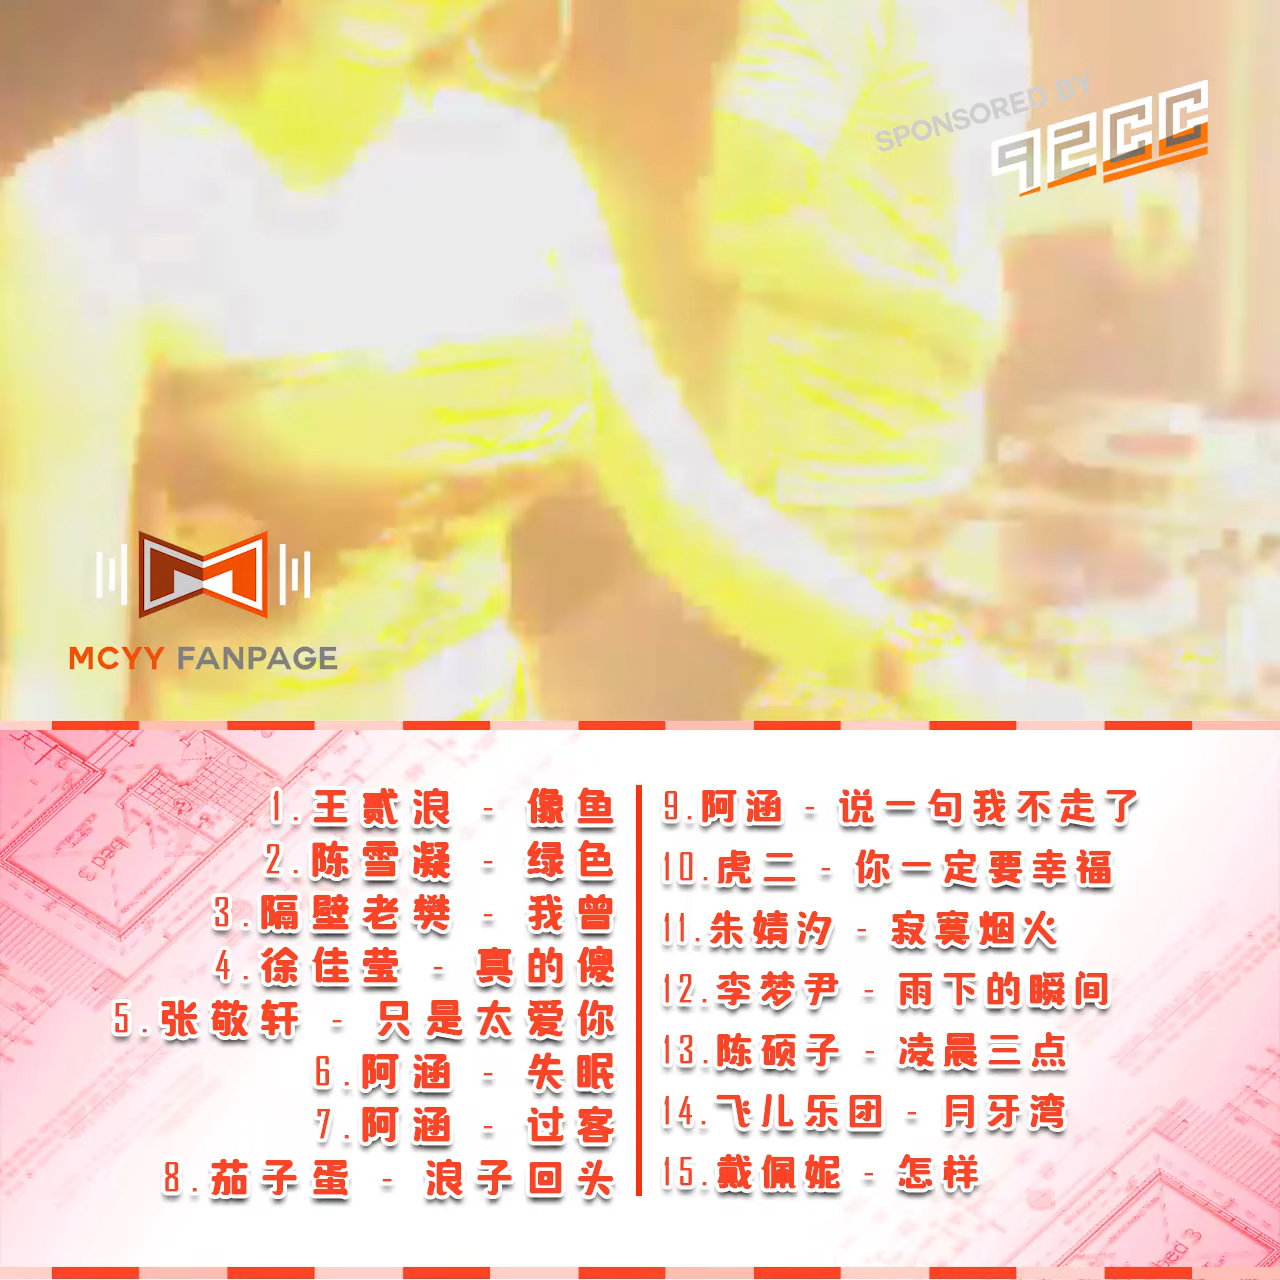 SPONSORED BY
92CC
MCYY FANPAGE
1.王贰浪 - 像鱼
2.陈雪凝 - 绿色
3.隔壁老樊 - 我曾
4.徐佳莹 - 真的傻
5.张敬轩 - 只是太爱你
6.阿涵 - 失眠
7.阿涵 - 过客
8.茄子蛋 - 浪子回头
9.阿涵 - 说一句我不走了
10.虎二 - 你一定要幸福
11.朱婧汐 - 寂寞烟火
12.李梦尹 - 雨下的瞬间
13.陈硕子 - 凌晨三点
14.飞儿乐团 - 月牙湾
15.戴佩妮 - 怎样